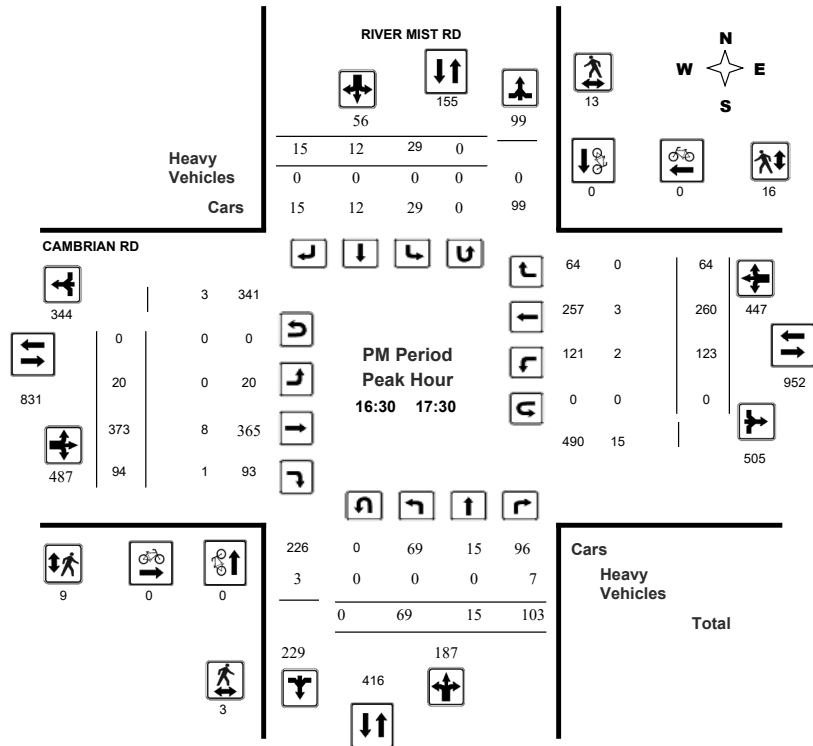 RIVER MIST RD
N
W E
S
155
13
56 99
15 12 29 0
Heavy
Vehicles
0 0 0 0 0
0 0 16
Cars
15 12 29 0 99
CAMBRIAN RD
64 0 64
344
3 341
257 3 260 447
0 0 0
PM Period
Peak Hour
16:30 17:30
121 2 123
831
20 0 20
952
0 0 0
373 8 365
490 15
487
94 1 93
505
226 0 69 15 96
Cars
3 0 0 0 7
Heavy
Vehicles
9 0 0
0 69 15 103
Total
229 187
416
3